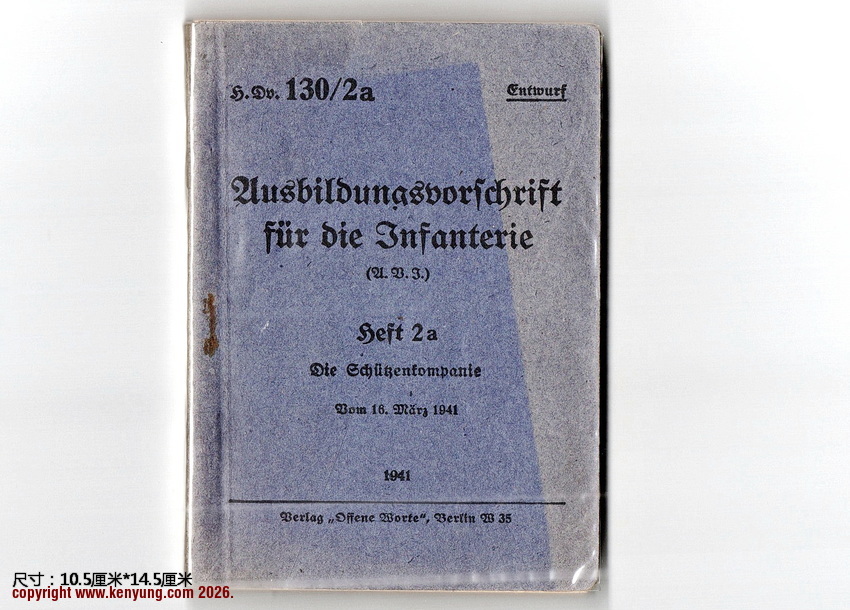 H.Dv. 130/2a
Entwurf
Ausbildungsvorschrift
für die Infanterie
(A. V. I.)
Heft 2a
Die Schützenkompanie
Vom 16. März 1941
1941
Verlag „Offene Worte“, Berlin W 35
尺寸：10.5厘米*14.5厘米
copyright www.kenyung.com 2026.